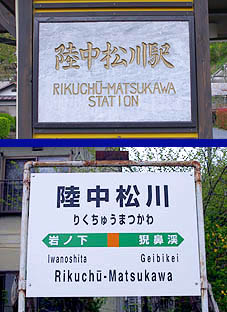 陸中松川駅
RIKUCHŪ-MATSUKAWA
STATION
陸中松川
りくちゅうまつかわ
岩ノ下 猊鼻溪
Iwanoshita Geibikei
Rikuchū-Matsukawa